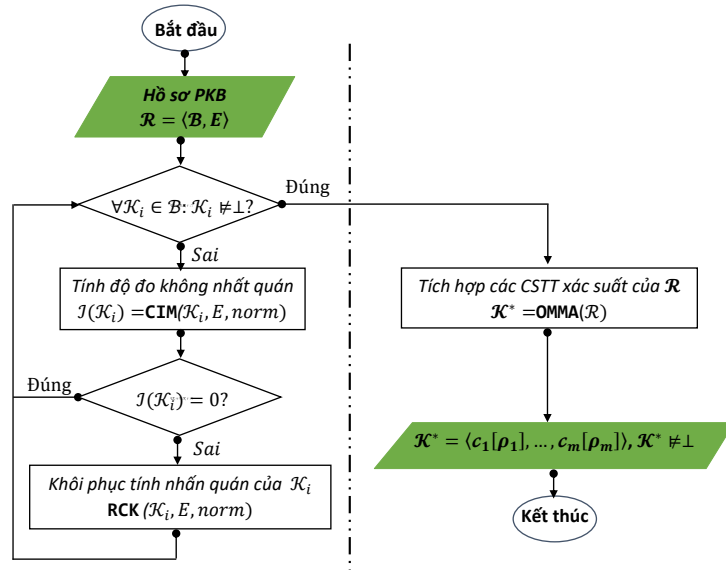 Bắt đầu
Hồ sơ PKB
𝓡 = ⟨𝓑, E⟩
∀𝒦ᵢ ∈ ℬ: 𝒦ᵢ ⊭⊥?
Đúng
Sai
Tính độ đo không nhất quán
ℐ(𝒦ᵢ) =CIM(𝒦ᵢ, E, norm)
Đúng
ℐ(𝒦ᵢ) = 0?
Sai
Khôi phục tính nhấn quán của 𝒦ᵢ
RCK (𝒦ᵢ, E, norm)
Tích hợp các CSTT xác suất của 𝓡
𝓚* =OMMA(ℛ)
𝓚* = ⟨c₁[ρ₁], … , cₘ[ρₘ]⟩, 𝓚* ⊭⊥
Kết thúc